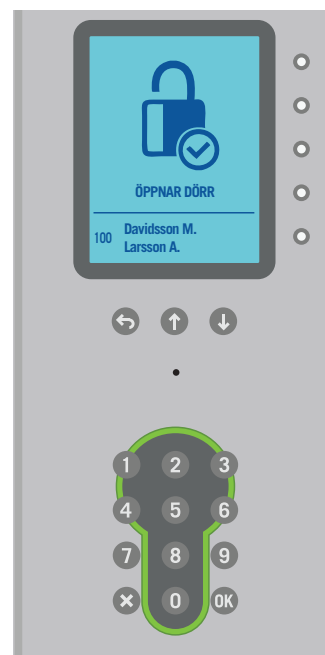 ÖPPNAR DÖRR
100 Davidsson M.
Larsson A.
1 2 3
4 5 6
7 8 9
0 OK